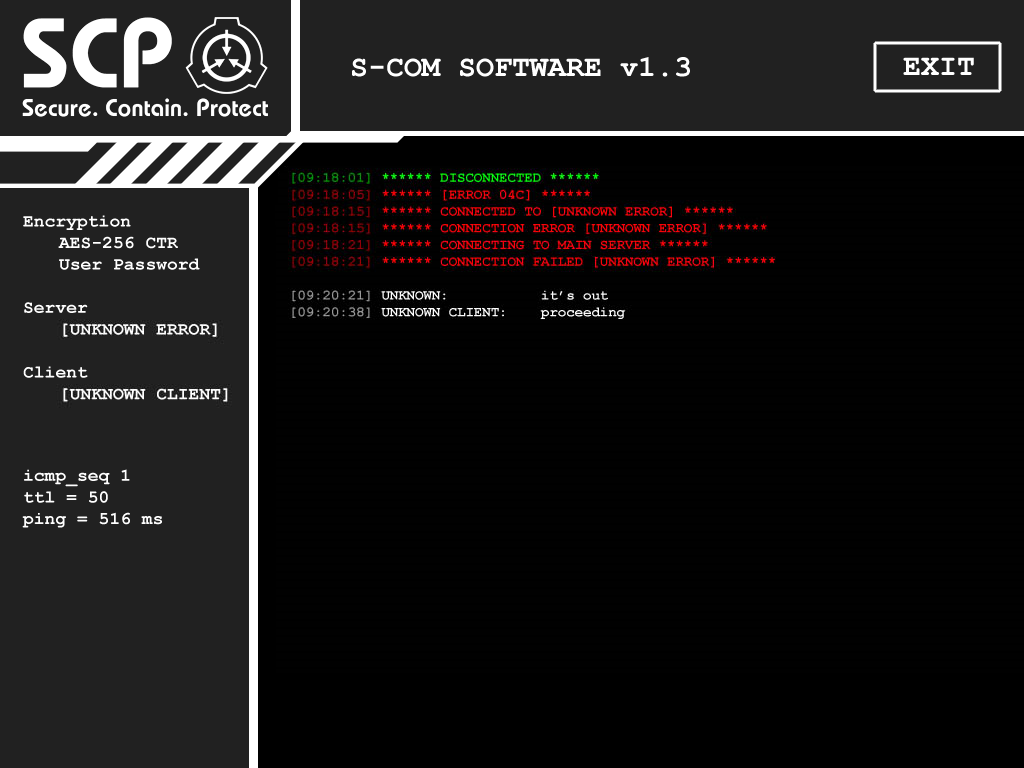 SCP
Secure. Contain. Protect
S-COM SOFTWARE v1.3
EXIT
Encryption
AES-256 CTR
User Password
Server
[UNKNOWN ERROR]
Client
[UNKNOWN CLIENT]
icmp_seq 1
ttl = 50
ping = 516 ms
[09:18:01] ****** DISCONNECTED ******
[09:18:05] ****** [ERROR 04C] ******
[09:18:15] ****** CONNECTED TO [UNKNOWN ERROR] ******
[09:18:15] ****** CONNECTION ERROR [UNKNOWN ERROR] ******
[09:18:21] ****** CONNECTING TO MAIN SERVER ******
[09:18:21] ****** CONNECTION FAILED [UNKNOWN ERROR] ******
[09:20:21] UNKNOWN: it's out
[09:20:38] UNKNOWN CLIENT: proceeding